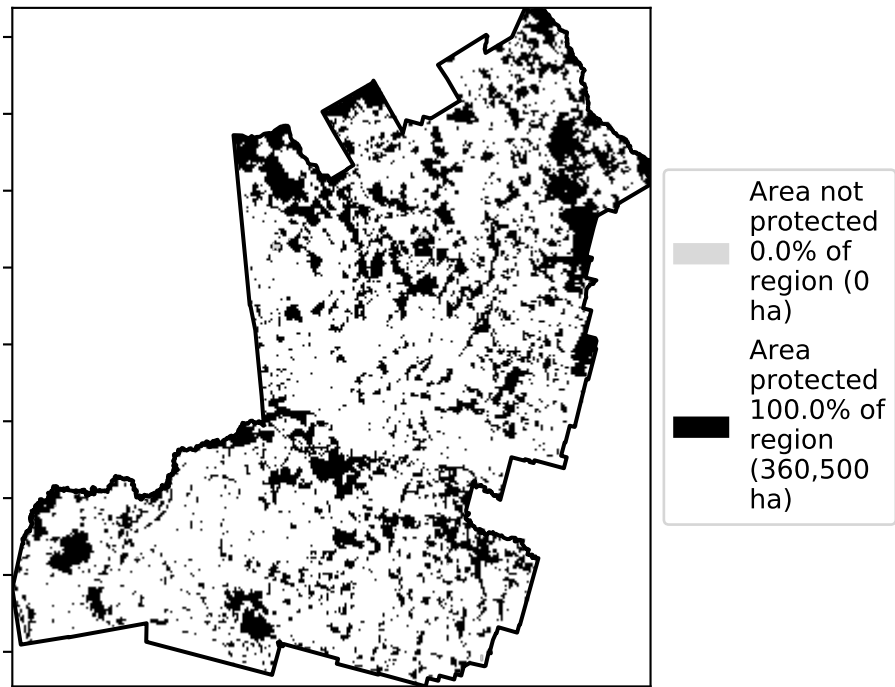 Area not
protected
0.0% of
region (0
ha)
Area
protected
100.0% of
region
(360,500
ha)